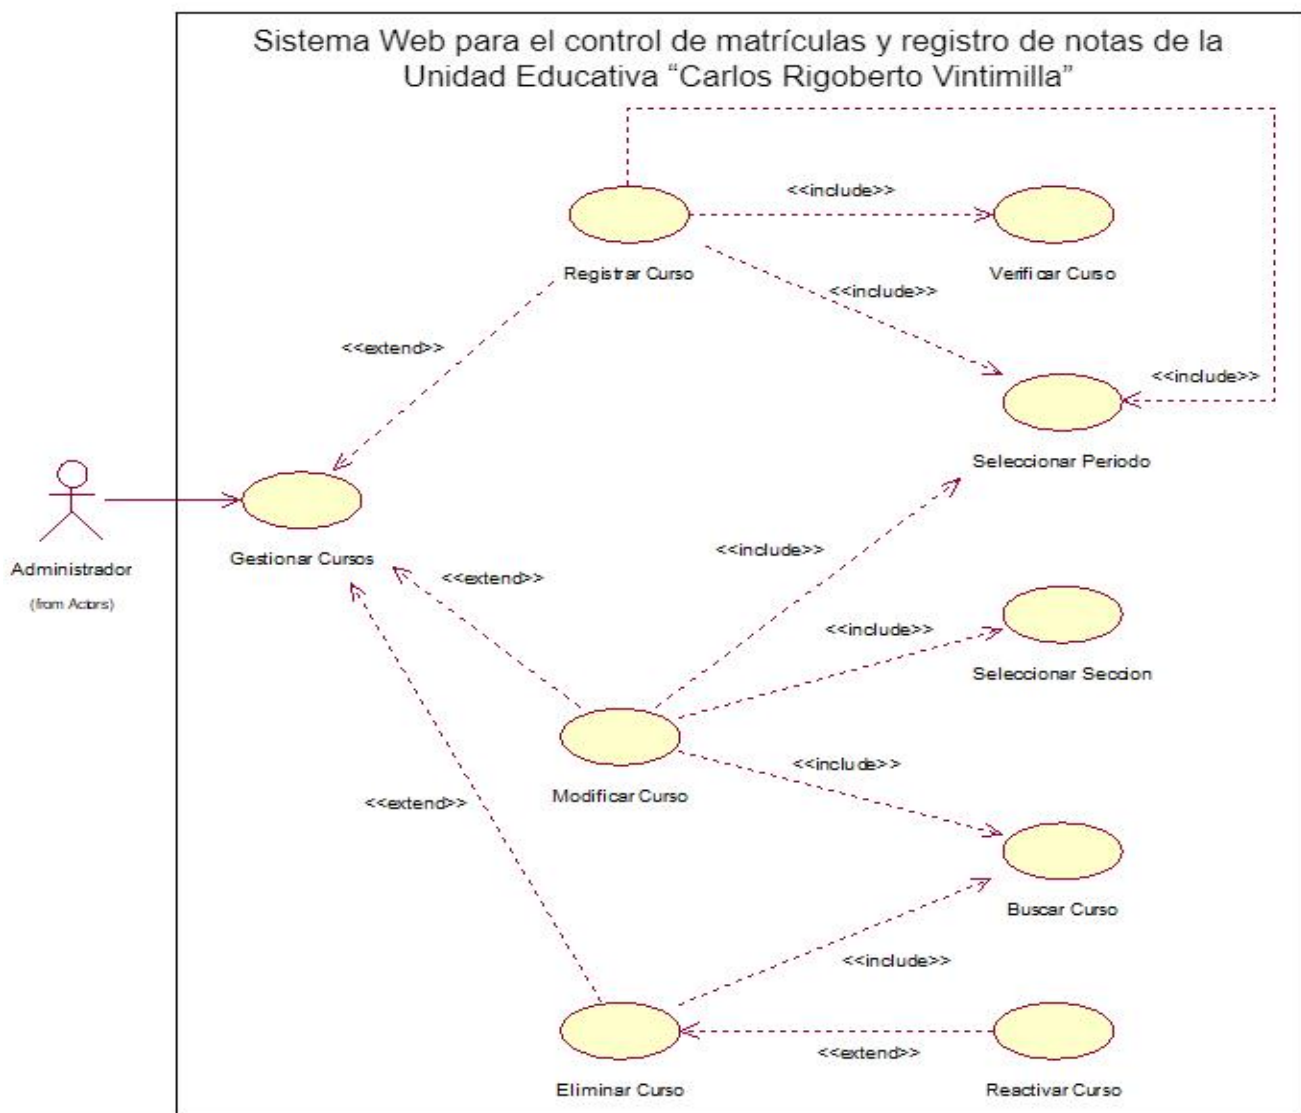 Sistema Web para el control de matrículas y registro de notas de la
Unidad Educativa “Carlos Rigoberto Vintimilla”
<<include>>
Registrar Curso
Verificar Curso
<<include>>
<<extend>>
<<include>>
Seleccionar Periodo
Gestionar Cursos
Administrador
(from Actors)
<<include>>
<<extend>>
<<include>>
Seleccionar Seccion
<<include>>
Modificar Curso
<<extend>>
Buscar Curso
<<include>>
<<extend>>
Eliminar Curso
Reactivar Curso